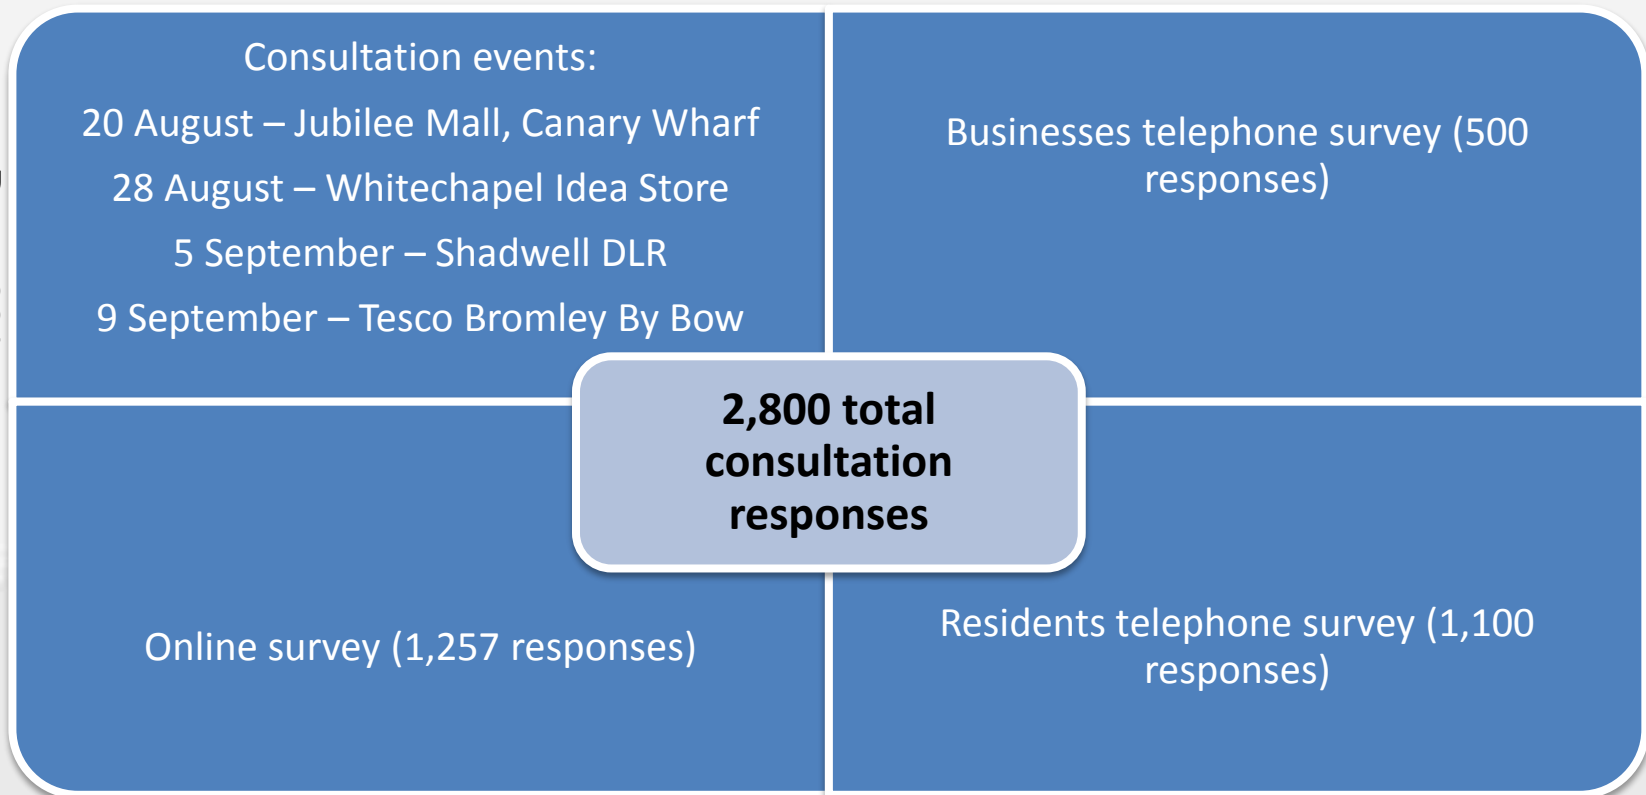 Consultation events:
20 August – Jubilee Mall, Canary Wharf
28 August – Whitechapel Idea Store
5 September – Shadwell DLR
9 September – Tesco Bromley By Bow
Businesses telephone survey (500
responses)
2,800 total
consultation
responses
Online survey (1,257 responses)
Residents telephone survey (1,100
responses)